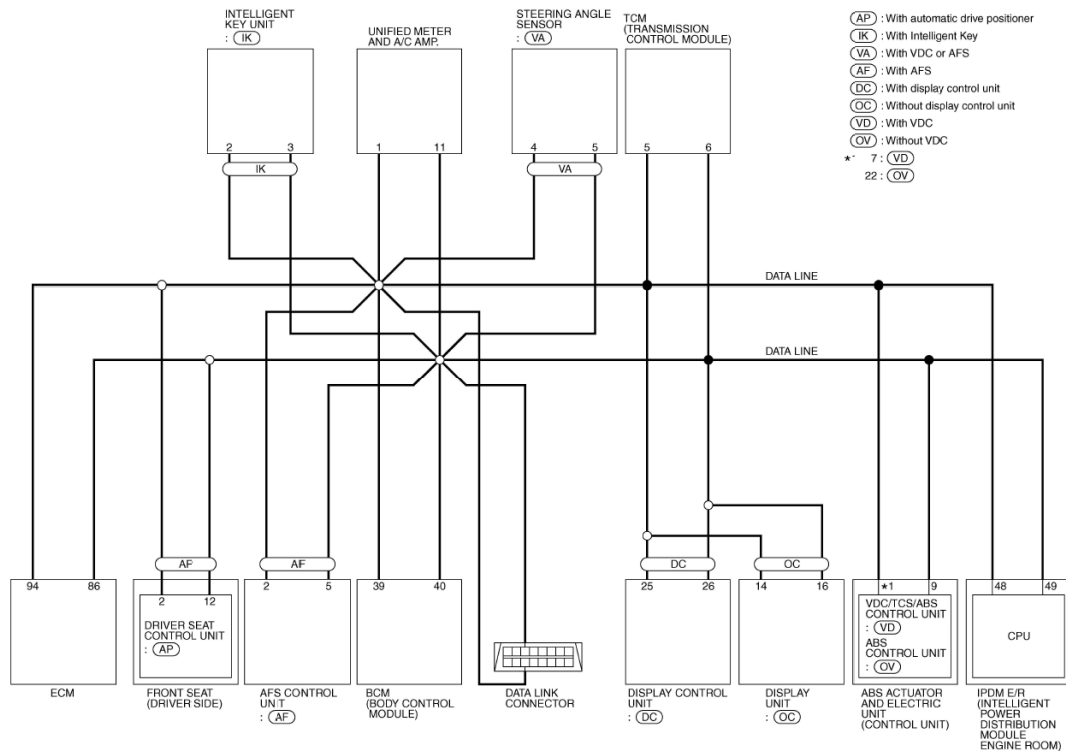 INTELLIGENT
KEY UNIT
: IK
UNIFIED METER
AND A/C AMP.
STEERING ANGLE
SENSOR
: VA
TCM
(TRANSMISSION
CONTROL MODULE)
AP : With automatic drive positioner
IK : With Intelligent Key
VA : With VDC or AFS
AF : With AFS
DC : With display control unit
OC : Without display control unit
VD : With VDC
OV : Without VDC
*1 7 : VD
22 : OV
2 3 1 11 4 5 5 6
IK VA
DATA LINE
DATA LINE
AP AF DC OC
94 86 2 5 39 40 25 26 14 16 *1 9 48 49
2 12
DRIVER SEAT
CONTROL UNIT
: AP
VDC/TCS/ABS
CONTROL UNIT
: VD
ABS
CONTROL UNIT
: OV
CPU
ECM
FRONT SEAT
(DRIVER SIDE)
AFS CONTROL
UNIT
: AF
BCM
(BODY CONTROL
MODULE)
DATA LINK
CONNECTOR
DISPLAY CONTROL
UNIT
: DC
DISPLAY
UNIT
: OC
ABS ACTUATOR
AND ELECTRIC
UNIT
(CONTROL UNIT)
IPDM E/R
(INTELLIGENT
POWER
DISTRIBUTION
MODULE
ENGINE ROOM)